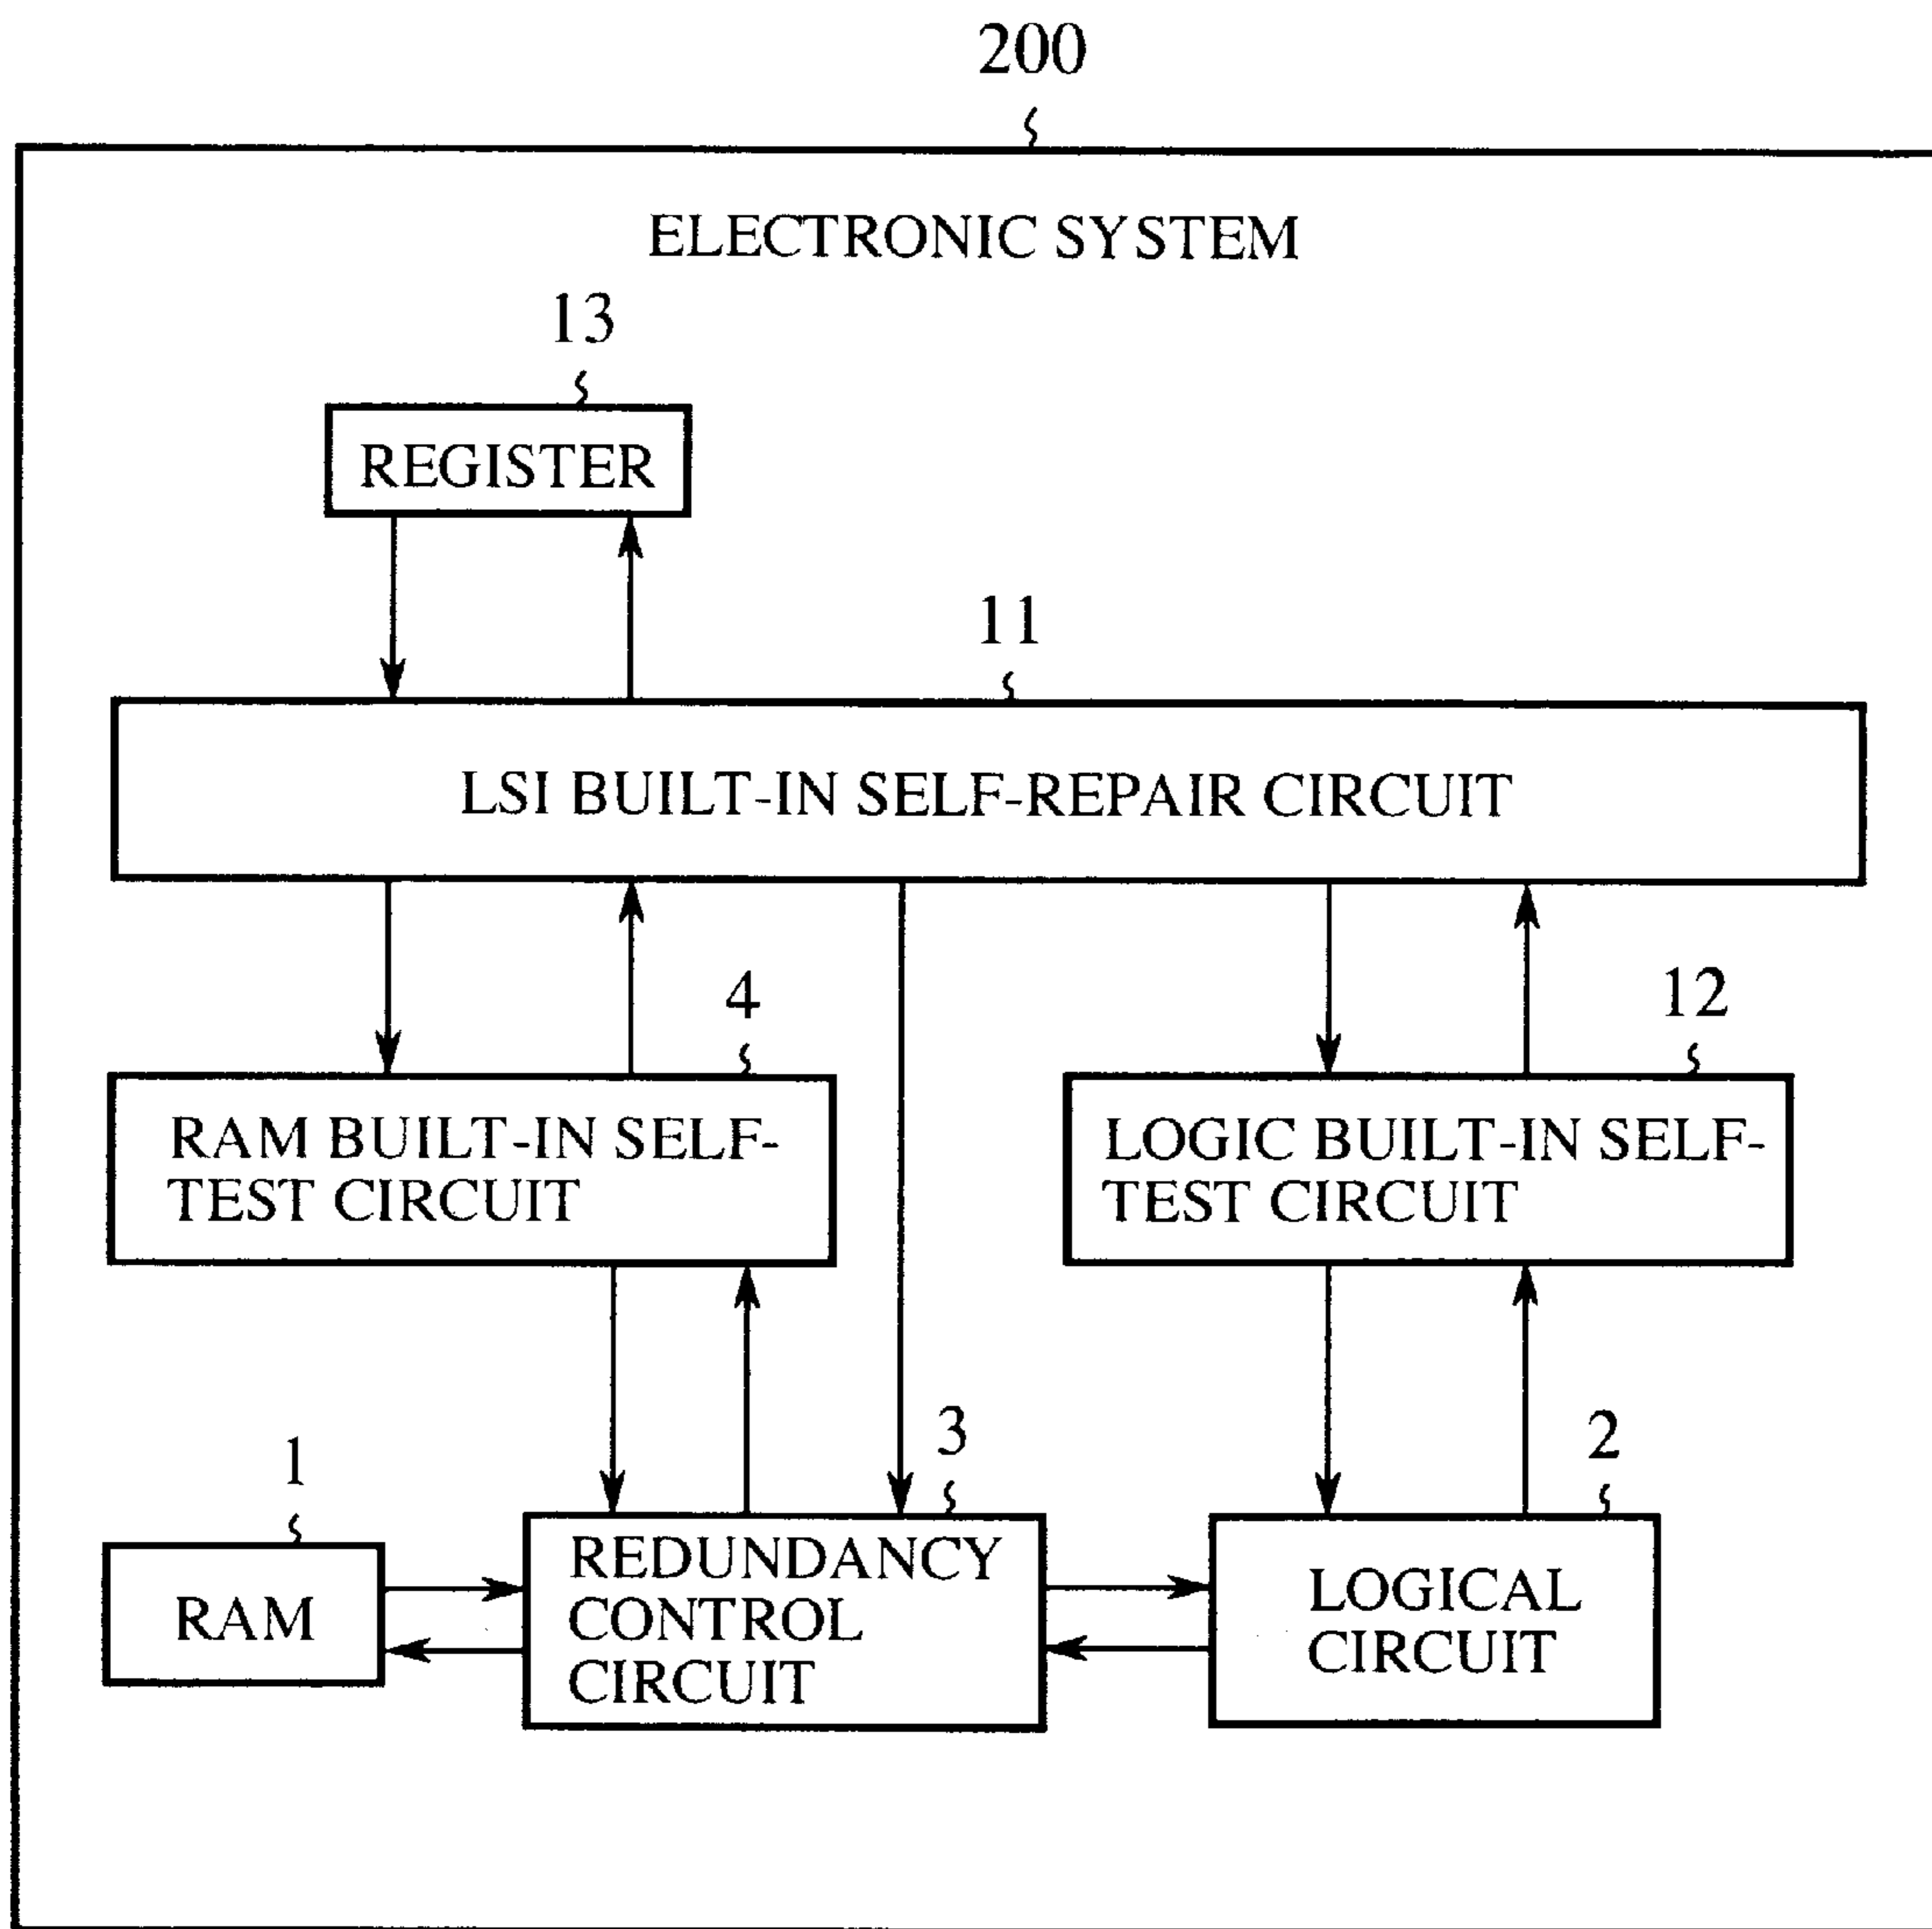 200
ELECTRONIC SYSTEM
13
REGISTER
11
LSI BUILT-IN SELF-REPAIR CIRCUIT
4
RAM BUILT-IN SELF-
TEST CIRCUIT
12
LOGIC BUILT-IN SELF-
TEST CIRCUIT
1
RAM
3
REDUNDANCY
CONTROL
CIRCUIT
2
LOGICAL
CIRCUIT